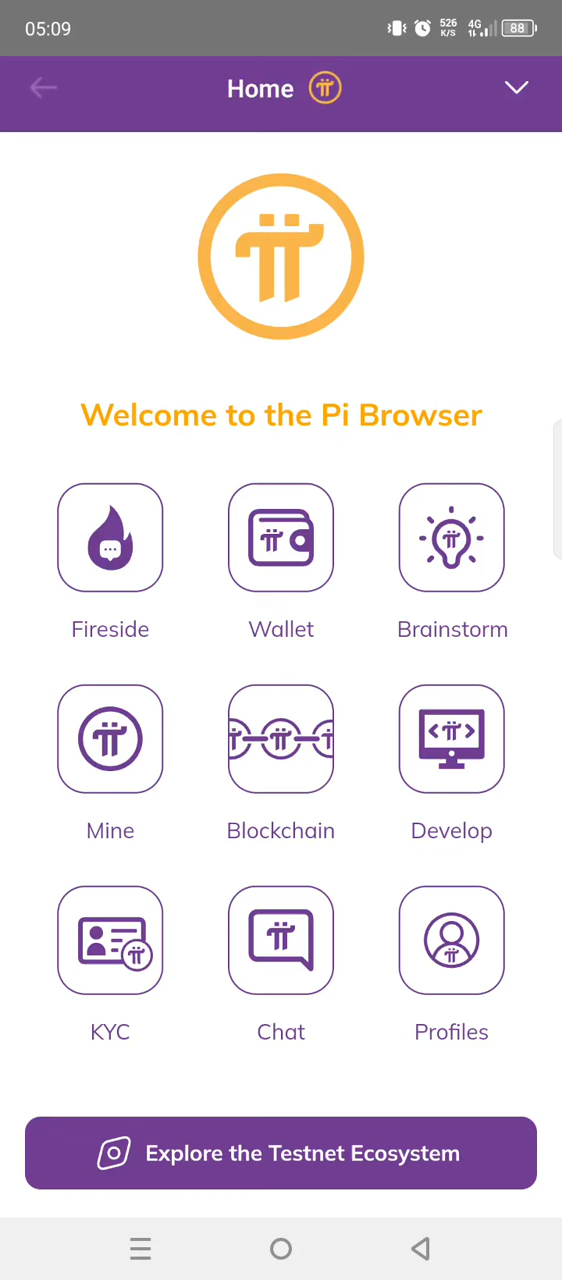 05:09 526 K/S 4G 88
Home
Welcome to the Pi Browser
Fireside Wallet Brainstorm
Mine Blockchain Develop
KYC Chat Profiles
Explore the Testnet Ecosystem